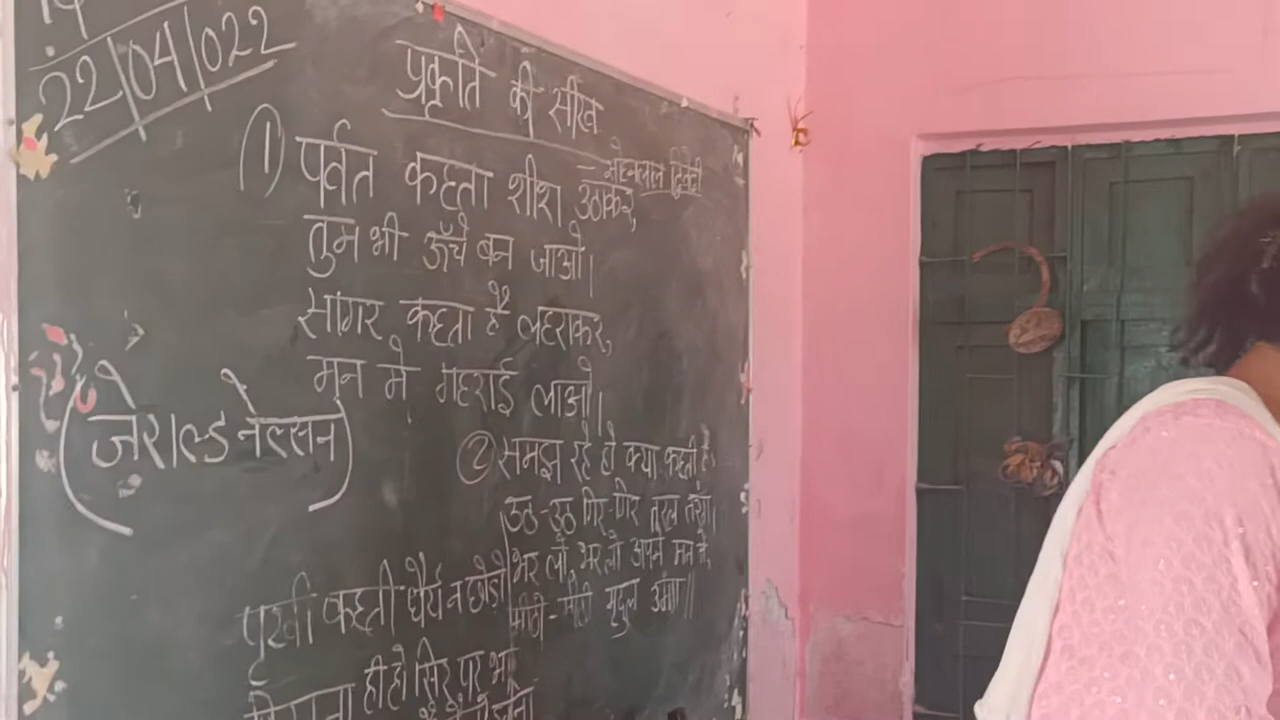 22/04/022
प्रकृति की सीख
- सोहनलाल द्विवेदी
① पर्वत कहता शीश उठाकर,
तुम भी ऊँचे बन जाओ।
सागर कहता है लहराकर,
मन में गहराई लाओ।
(जेराल्ड नेल्सन)
② समझ रहे हो क्या कहती है,
उठ-उठ गिर-गिर तरल तरंग।
भर लो, भर लो अपने मन में,
मीठी-मीठी मृदुल उमंग॥
पृथ्वी कहती धैर्य न छोड़ो
ही हो सिर पर भार